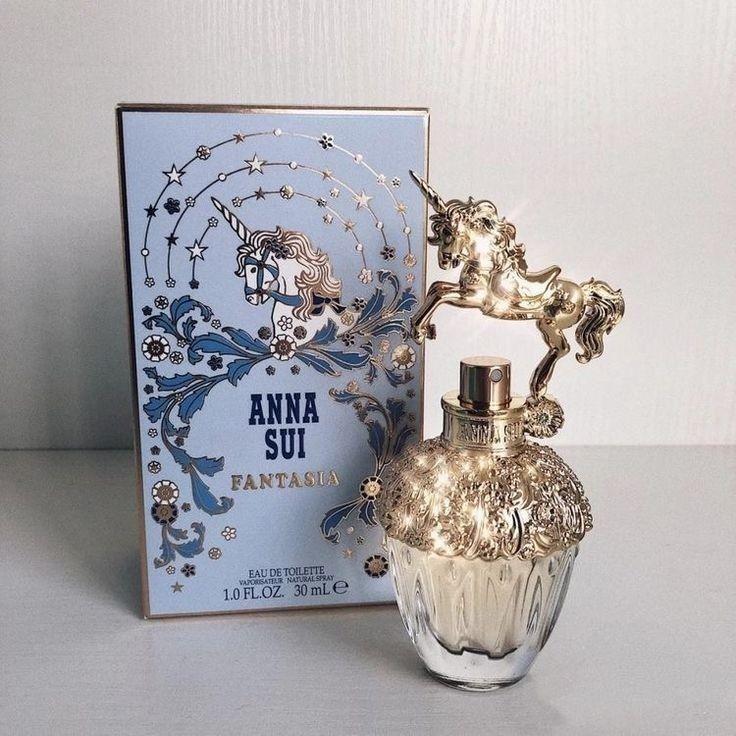 ANNA
SUI
FANTASIA
EAU DE TOILETTE
VAPORISATEUR NATURAL SPRAY
1.0 FL.OZ. 30 mL ℮
ANNA SUI